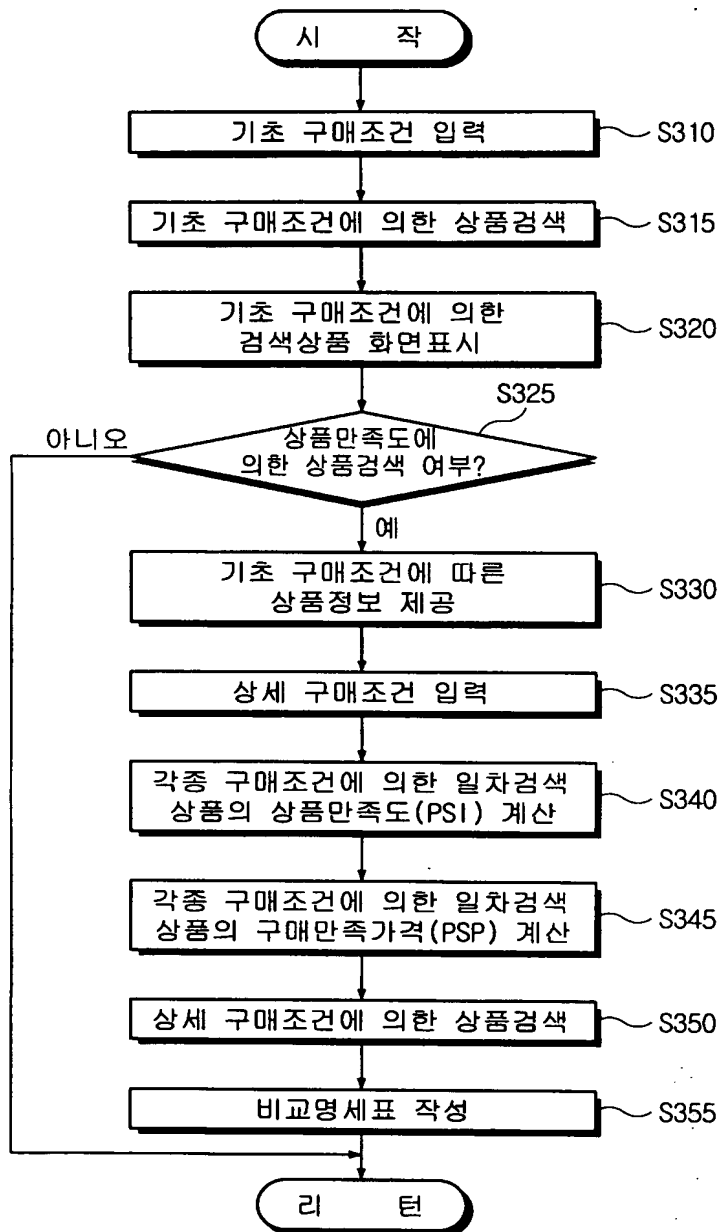 시 작
기초 구매조건 입력
S310
기초 구매조건에 의한 상품검색
S315
기초 구매조건에 의한
검색상품 화면표시
S320
S325
아니오
상품만족도에
의한 상품검색 여부?
예
기초 구매조건에 따른
상품정보 제공
S330
상세 구매조건 입력
S335
각종 구매조건에 의한 일차검색
상품의 상품만족도(PSI) 계산
S340
각종 구매조건에 의한 일차검색
상품의 구매만족가격(PSP) 계산
S345
상세 구매조건에 의한 상품검색
S350
비교명세표 작성
S355
리 턴